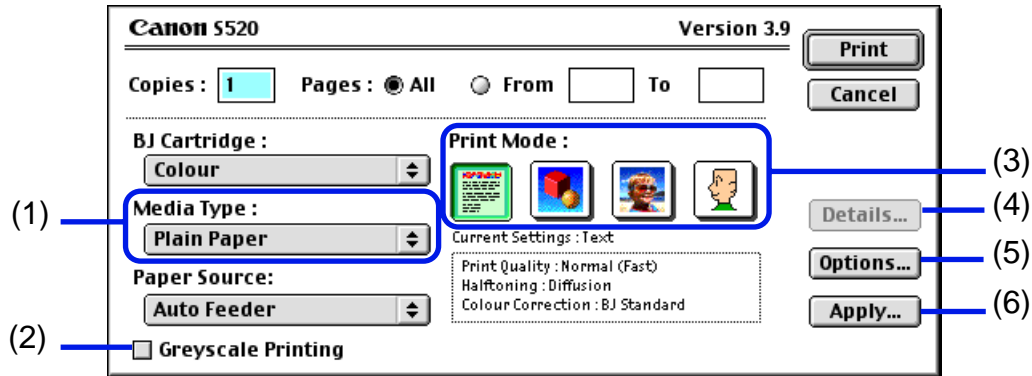 Canon S520 Version 3.9
Print
Copies : 1 Pages : All From To
Cancel
BJ Cartridge :
Colour
Print Mode :
(3)
(1)
Media Type :
Plain Paper
Current Settings : Text
Details...
(4)
Print Quality : Normal (Fast)
Halftoning : Diffusion
Colour Correction : BJ Standard
Options...
(5)
Paper Source:
Auto Feeder
Apply...
(6)
(2)
Greyscale Printing